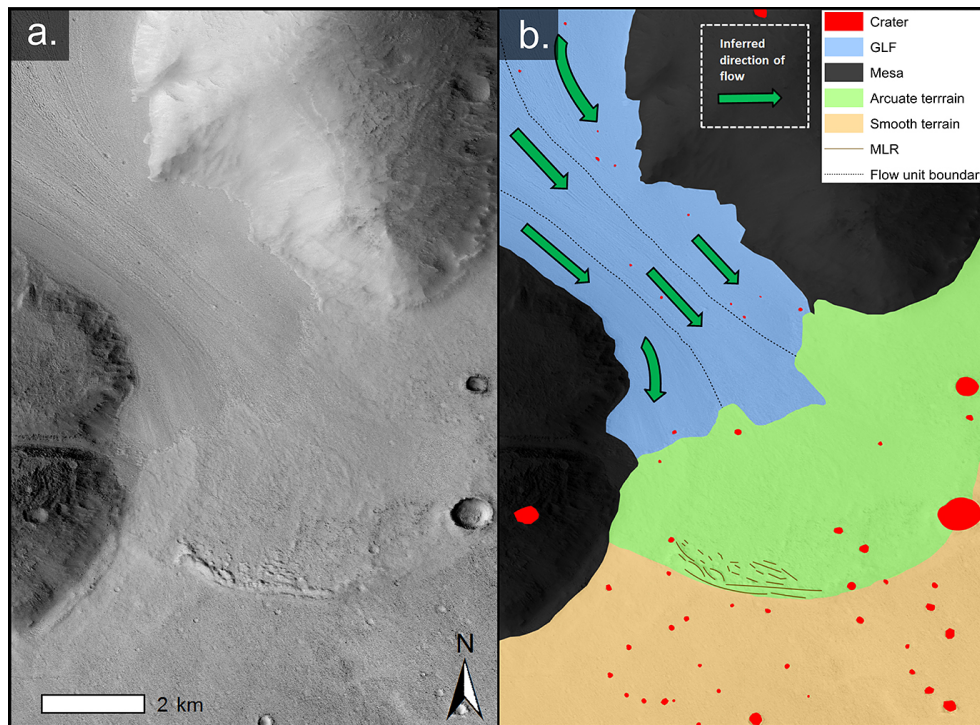 a.
N
2 km
b.
Inferred
direction of
flow
Crater
GLF
Mesa
Arcuate terrrain
Smooth terrain
MLR
Flow unit boundar